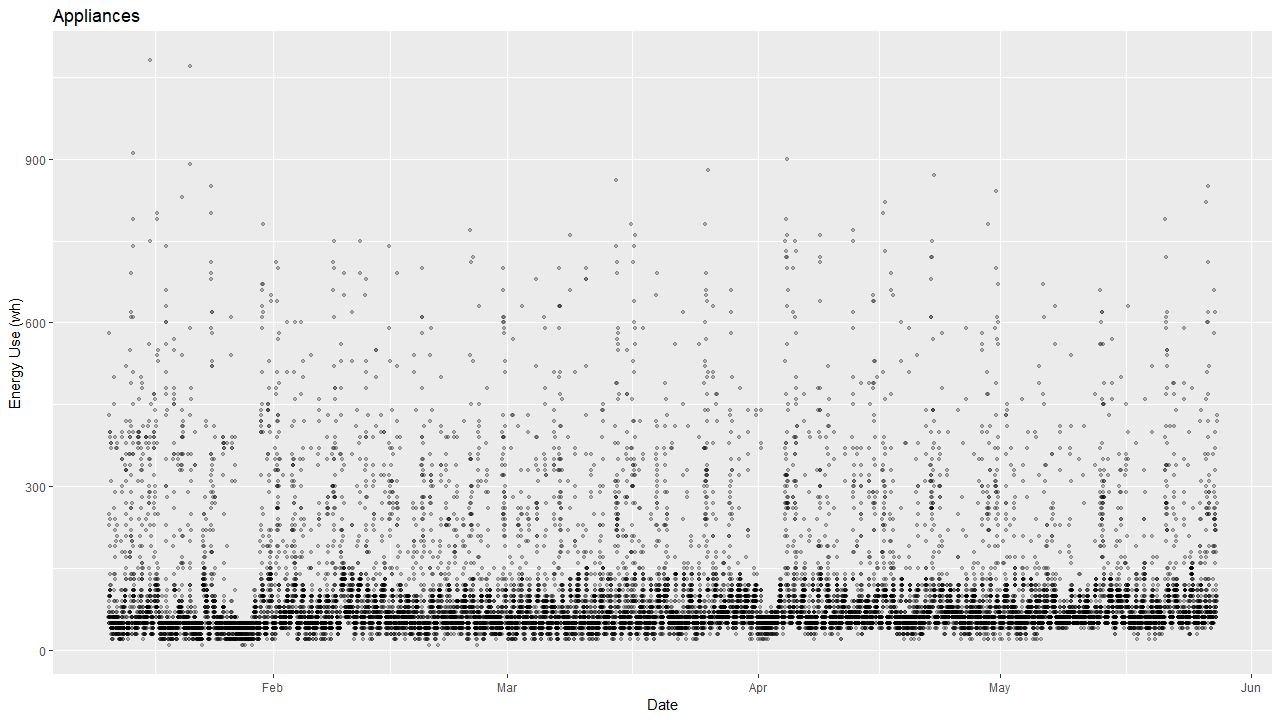 Appliances
Energy Use (wh)
900
600
300
0
Feb
Mar
Apr
May
Jun
Date